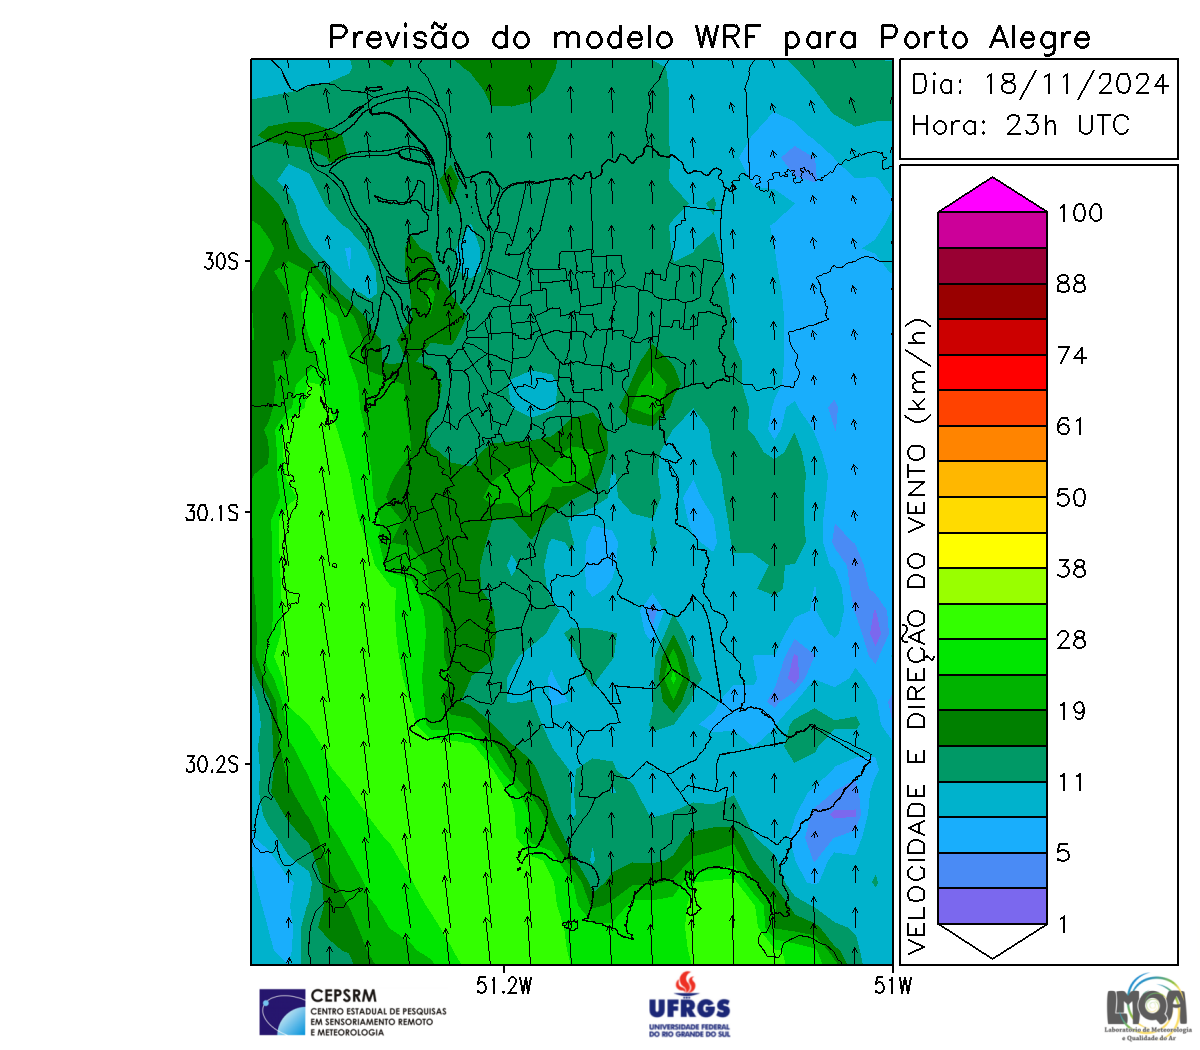 Previsão do modelo WRF para Porto Alegre
Dia: 18/11/2024
Hora: 23h UTC
30S
30.1S
30.2S
51.2W
51W
VELOCIDADE E DIREÇÃO DO VENTO (km/h)
100
88
74
61
50
38
28
19
11
5
1
CEPSRM
CENTRO ESTADUAL DE PESQUISAS
EM SENSORIAMENTO REMOTO
E METEOROLOGIA
UFRGS
UNIVERSIDADE FEDERAL
DO RIO GRANDE DO SUL
LMQA
Laboratório de Meteorologia
e Qualidade do Ar